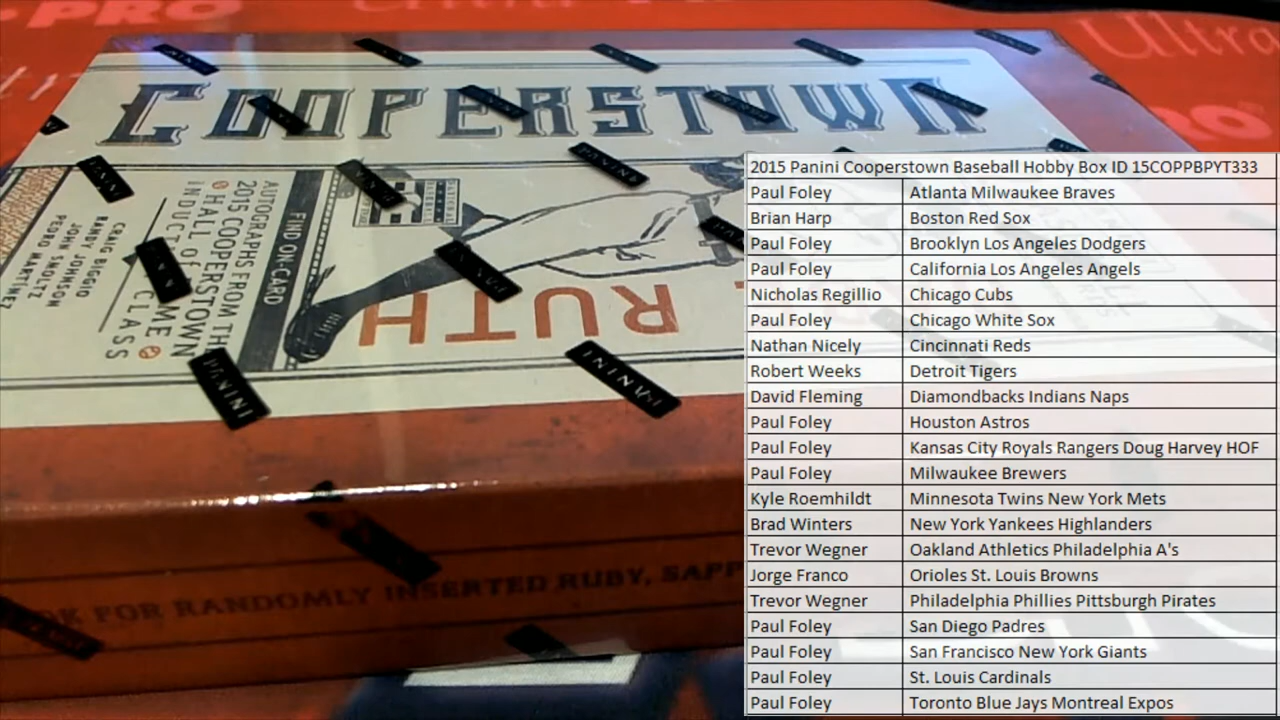 PRO
Ultra
RO
COOPERSTOWN
FIND ON-CARD
AUTOGRAPHS FROM TH
2015 COOPERSTOWN
HALL OF FAME
INDUCTION CLASS
CRAIG BIGGIO
RANDY JOHNSON
JOHN SMOLTZ
PEDRO MARTINEZ
RUTH
PANINI
PANINI
PANINI
K FOR RANDOMLY INSERTED RUBY, SAPP
2015 Panini Cooperstown Baseball Hobby Box ID 15COPPBPYT333
Paul Foley Atlanta Milwaukee Braves
Brian Harp Boston Red Sox
Paul Foley Brooklyn Los Angeles Dodgers
Paul Foley California Los Angeles Angels
Nicholas Regillio Chicago Cubs
Paul Foley Chicago White Sox
Nathan Nicely Cincinnati Reds
Robert Weeks Detroit Tigers
David Fleming Diamondbacks Indians Naps
Paul Foley Houston Astros
Paul Foley Kansas City Royals Rangers Doug Harvey HOF
Paul Foley Milwaukee Brewers
Kyle Roemhildt Minnesota Twins New York Mets
Brad Winters New York Yankees Highlanders
Trevor Wegner Oakland Athletics Philadelphia A's
Jorge Franco Orioles St. Louis Browns
Trevor Wegner Philadelphia Phillies Pittsburgh Pirates
Paul Foley San Diego Padres
Paul Foley San Francisco New York Giants
Paul Foley St. Louis Cardinals
Paul Foley Toronto Blue Jays Montreal Expos